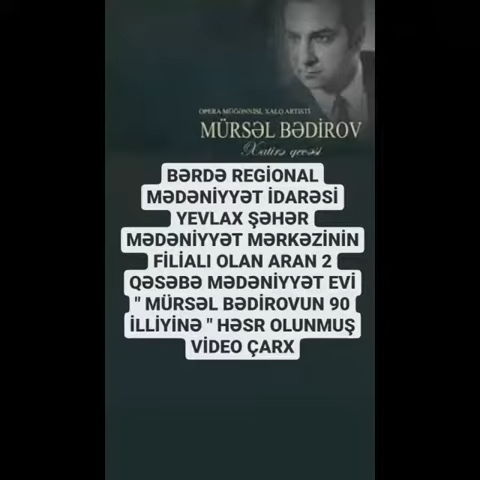 OPERA MÜĞƏNNİSİ, XALQ ARTİSTİ
MÜRSƏL BƏDİROV
Xatirə gecəsi
BƏRDƏ REGİONAL
MƏDƏNİYYƏT İDARƏSİ
YEVLAX ŞƏHƏR
MƏDƏNİYYƏT MƏRKƏZİNİN
FİLİALI OLAN ARAN 2
QƏSƏBƏ MƏDƏNİYYƏT EVİ
" MÜRSƏL BƏDİROVUN 90
İLLİYİNƏ " HƏSR OLUNMUŞ
VİDEO ÇARX